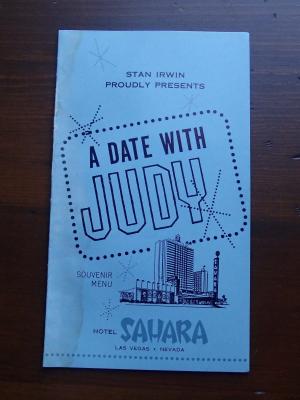 STAN IRWIN
PROUDLY PRESENTS
A DATE WITH
JUDY
SOUVENIR
MENU
HOTEL SAHARA
LAS VEGAS • NEVADA